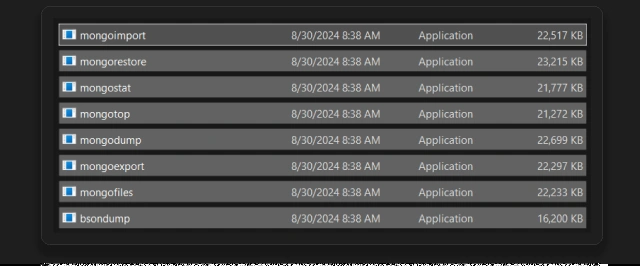 mongoimport 8/30/2024 8:38 AM Application 22,517 KB
mongorestore 8/30/2024 8:38 AM Application 23,215 KB
mongostat 8/30/2024 8:38 AM Application 21,777 KB
mongotop 8/30/2024 8:38 AM Application 21,272 KB
mongodump 8/30/2024 8:38 AM Application 22,699 KB
mongoexport 8/30/2024 8:38 AM Application 22,297 KB
mongofiles 8/30/2024 8:38 AM Application 22,233 KB
bsondump 8/30/2024 8:38 AM Application 16,200 KB